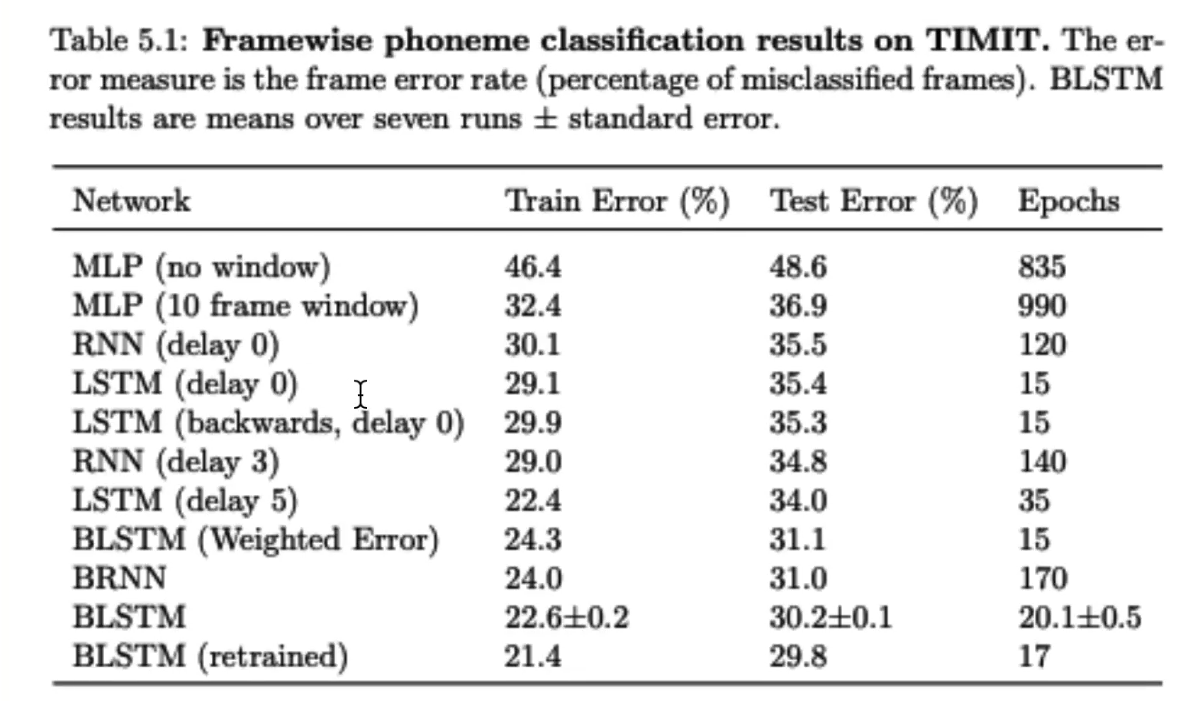 Table 5.1: Framewise phoneme classification results on TIMIT. The er-
ror measure is the frame error rate (percentage of misclassified frames). BLSTM
results are means over seven runs ± standard error.
Network Train Error (%) Test Error (%) Epochs
MLP (no window) 46.4 48.6 835
MLP (10 frame window) 32.4 36.9 990
RNN (delay 0) 30.1 35.5 120
LSTM (delay 0) 29.1 35.4 15
LSTM (backwards, delay 0) 29.9 35.3 15
RNN (delay 3) 29.0 34.8 140
LSTM (delay 5) 22.4 34.0 35
BLSTM (Weighted Error) 24.3 31.1 15
BRNN 24.0 31.0 170
BLSTM 22.6±0.2 30.2±0.1 20.1±0.5
BLSTM (retrained) 21.4 29.8 17